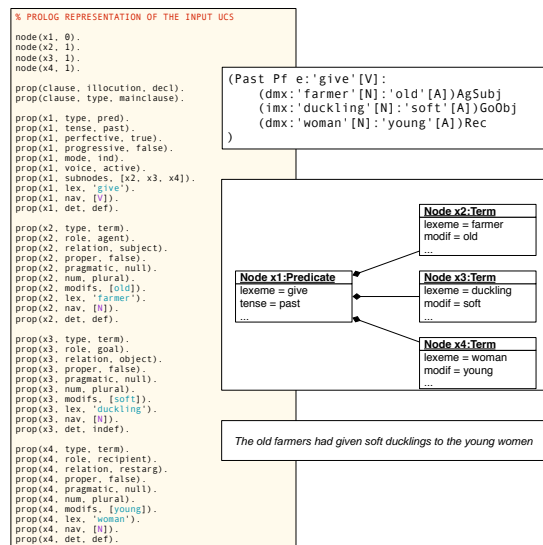 % PROLOG REPRESENTATION OF THE INPUT UCS
node(x1, 0).
node(x2, 1).
node(x3, 1).
node(x4, 1).
prop(clause, illocution, decl).
prop(clause, type, mainclause).
prop(x1, type, pred).
prop(x1, tense, past).
prop(x1, perfective, true).
prop(x1, progressive, false).
prop(x1, mode, ind).
prop(x1, voice, active).
prop(x1, subnodes, [x2, x3, x4]).
prop(x1, lex, 'give').
prop(x1, nav, [V]).
prop(x1, det, def).
prop(x2, type, term).
prop(x2, role, agent).
prop(x2, relation, subject).
prop(x2, proper, false).
prop(x2, pragmatic, null).
prop(x2, num, plural).
prop(x2, modifs, [old]).
prop(x2, lex, 'farmer').
prop(x2, nav, [N]).
prop(x2, det, def).
prop(x3, type, term).
prop(x3, role, goal).
prop(x3, relation, object).
prop(x3, proper, false).
prop(x3, pragmatic, null).
prop(x3, num, plural).
prop(x3, modifs, [soft]).
prop(x3, lex, 'duckling').
prop(x3, nav, [N]).
prop(x3, det, indef).
prop(x4, type, term).
prop(x4, role, recipient).
prop(x4, relation, restarg).
prop(x4, proper, false).
prop(x4, pragmatic, null).
prop(x4, num, plural).
prop(x4, modifs, [young]).
prop(x4, lex, 'woman').
prop(x4, nav, [N]).
prop(x4, det, def).
(Past Pf e:'give'[V]:
(dmx:'farmer'[N]:'old'[A])AgSubj
(imx:'duckling'[N]:'soft'[A])GoObj
(dmx:'woman'[N]:'young'[A])Rec
)
Node x2:Term
lexeme = farmer
modif = old
...
Node x1:Predicate
lexeme = give
tense = past
...
Node x3:Term
lexeme = duckling
modif = soft
...
Node x4:Term
lexeme = woman
modif = young
...
The old farmers had given soft ducklings to the young women